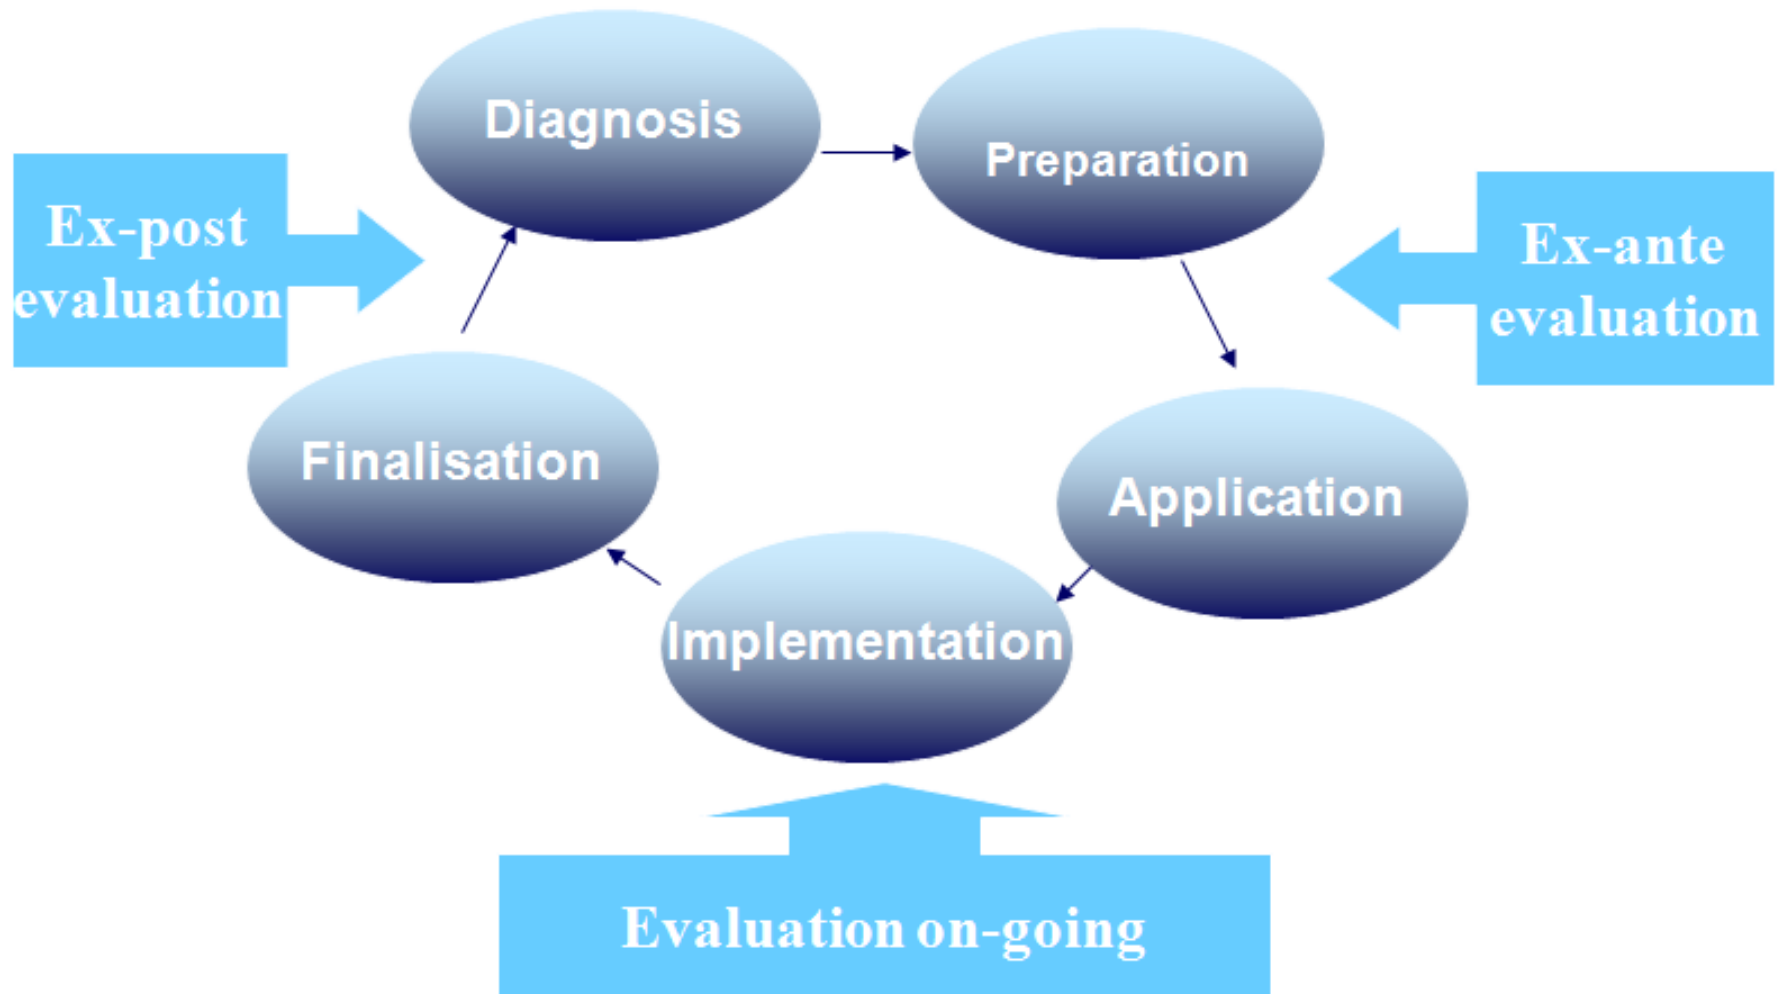 Diagnosis
Preparation
Ex-post
evaluation
Ex-ante
evaluation
Finalisation
Application
Implementation
Evaluation on-going